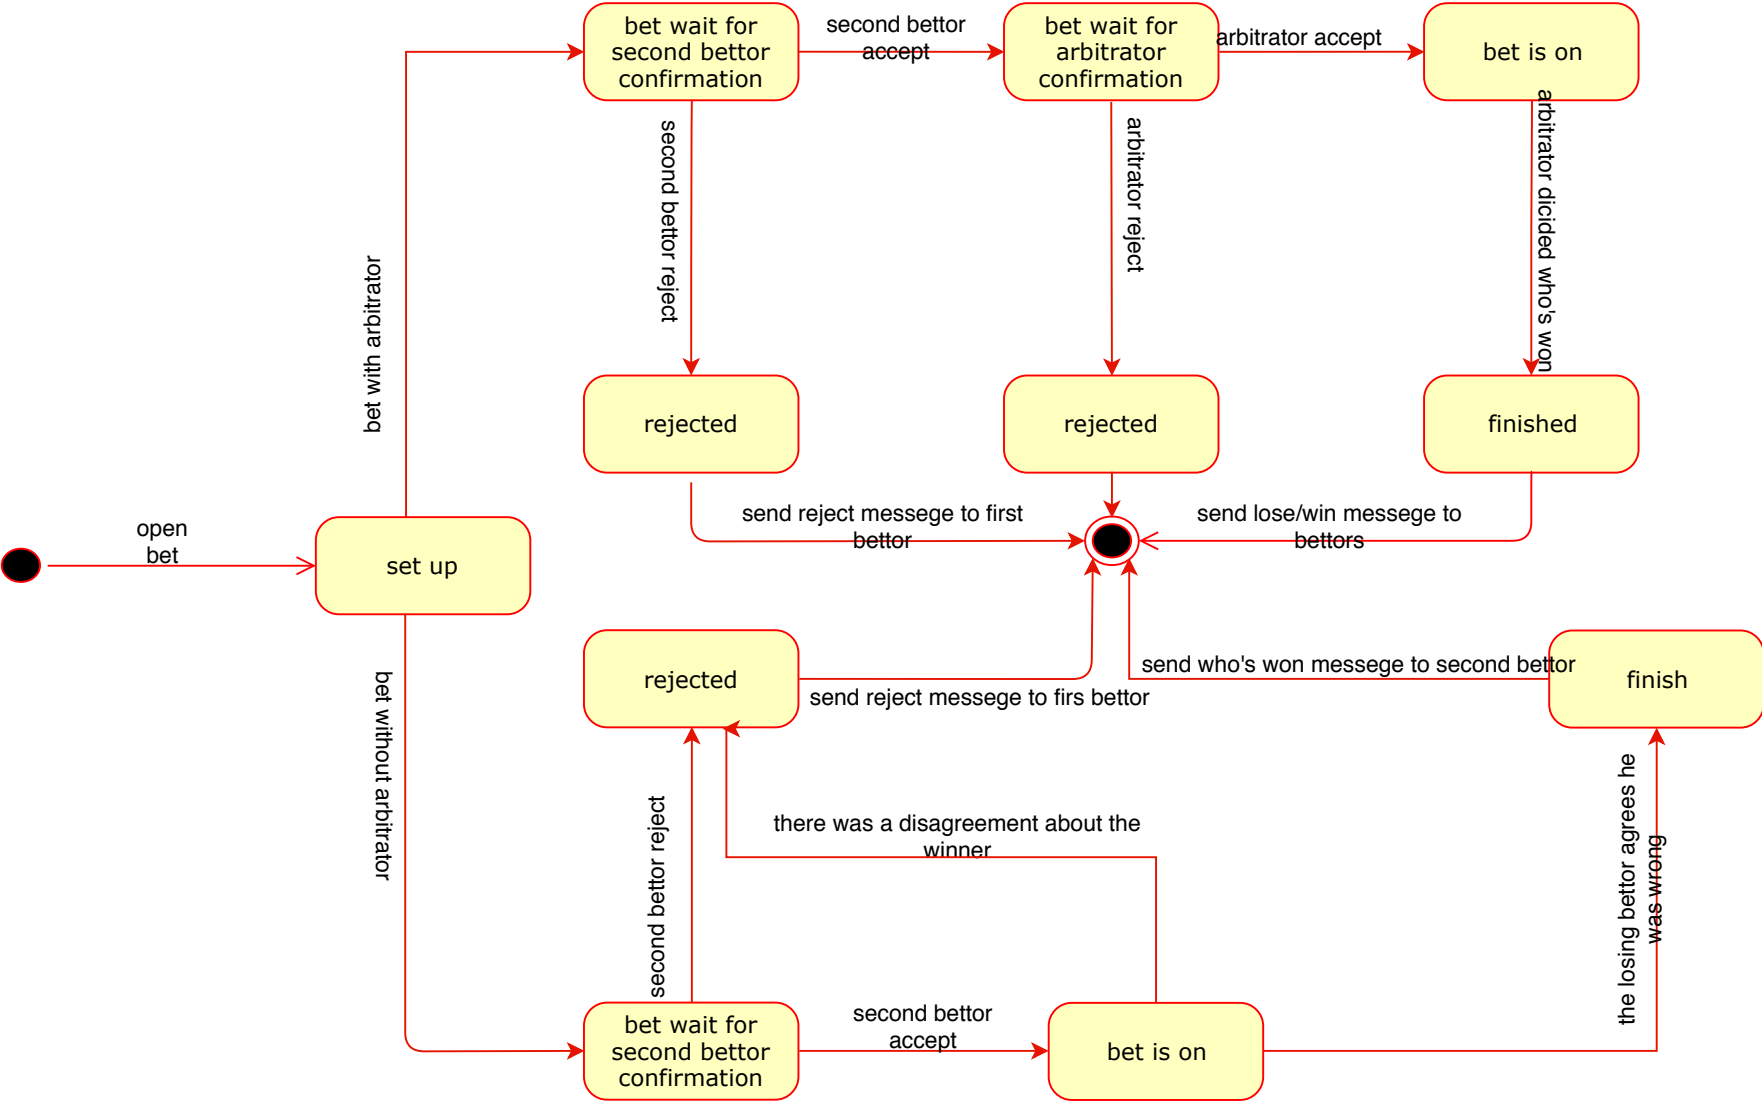 bet wait for
second bettor
confirmation
second bettor
accept
bet wait for
arbitrator
confirmation
arbitrator accept
bet is on
second bettor reject
arbitrator reject
arbitrator dicided who's won
bet with arbitrator
rejected
rejected
finished
open
bet
set up
send reject messege to first
bettor
send lose/win messege to
bettors
rejected
send reject messege to firs bettor
send who's won messege to second bettor
finish
bet without arbitrator
second bettor reject
there was a disagreement about the
winner
the losing bettor agrees he
was wrong
bet wait for
second bettor
confirmation
second bettor
accept
bet is on